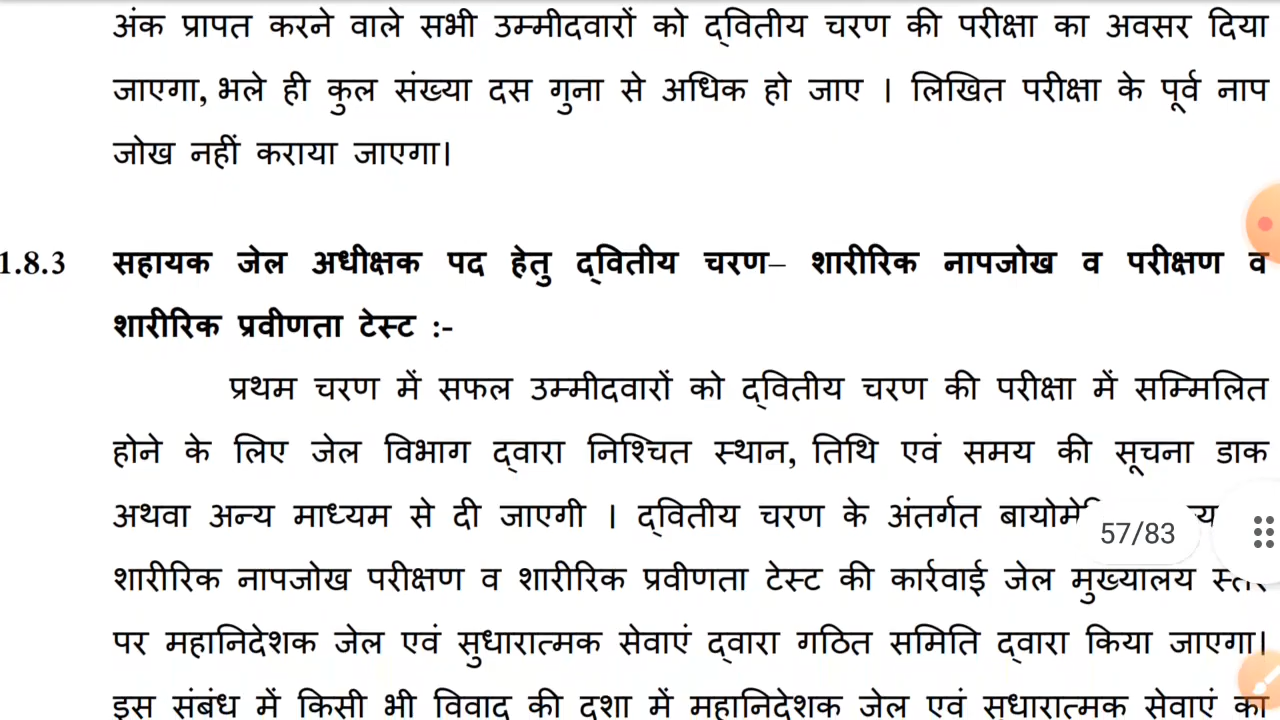 अंक प्रापत करने वाले सभी उम्मीदवारों को द्वितीय चरण की परीक्षा का अवसर दिया
जाएगा, भले ही कुल संख्या दस गुना से अधिक हो जाए । लिखित परीक्षा के पूर्व नाप
जोख नहीं कराया जाएगा।
1.8.3 सहायक जेल अधीक्षक पद हेतु द्वितीय चरण– शारीरिक नापजोख व परीक्षण व
शारीरिक प्रवीणता टेस्ट :-
प्रथम चरण में सफल उम्मीदवारों को द्वितीय चरण की परीक्षा में सम्मिलित
होने के लिए जेल विभाग द्वारा निश्चित स्थान, तिथि एवं समय की सूचना डाक
अथवा अन्य माध्यम से दी जाएगी । द्वितीय चरण के अंतर्गत
57/83
शारीरिक नापजोख परीक्षण व शारीरिक प्रवीणता टेस्ट की कार्रवाई जेल मुख्यालय स्तर
पर महानिदेशक जेल एवं सुधारात्मक सेवाएं द्वारा गठित समिति द्वारा किया जाएगा।
इस संबंध में किसी भी विवाद की दशा में महानिदेशक जेल एवं सुधारात्मक सेवाएं का